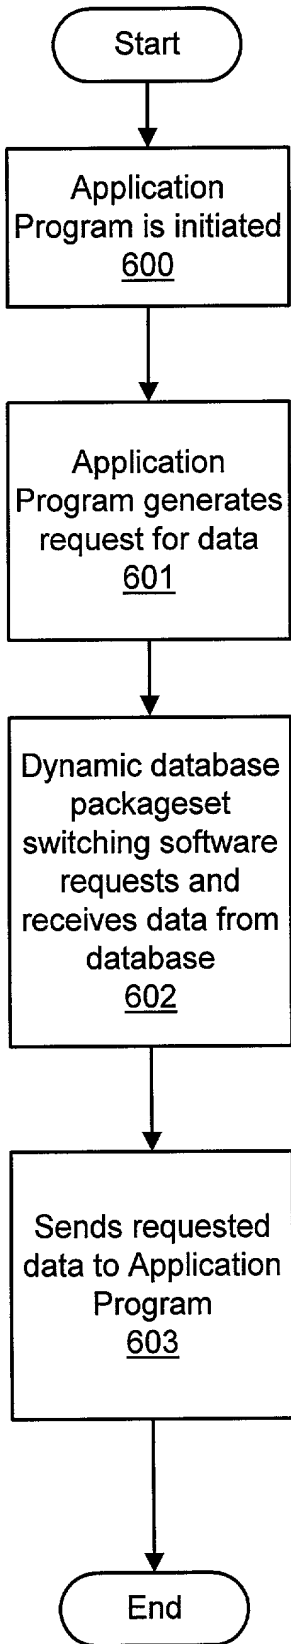 Start
Application
Program is initiated
600
Application
Program generates
request for data
601
Dynamic database
packageset
switching software
requests and
receives data from
database
602
Sends requested
data to Application
Program
603
End